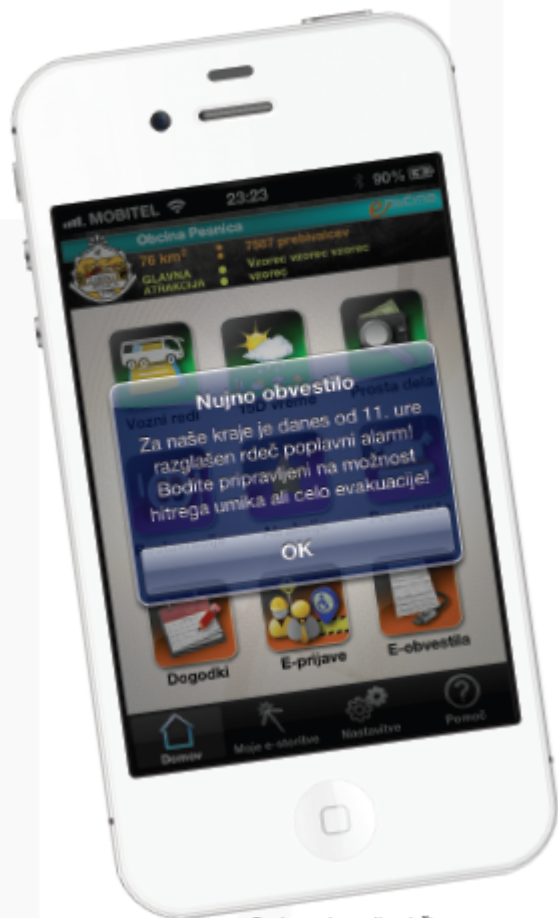 MOBITEL 23:23 90%
Obcina Pesnica
76 km² : 7567 prebivalcev
GLAVNA ATRAKCIJA : Vzorec vzorec vzorec vzorec
Vozni redi 15D vreme Prosta dela
Nujno obvestilo
Za naše kraje je danes od 11. ure
razglašen rdeč poplavni alarm!
Bodite pripravljeni na možnost
hitrega umika ali celo evakuacije!
OK
Dogodki E-prijave E-obvestila
Domov Moje e-storitve Nastavitve Pomoč